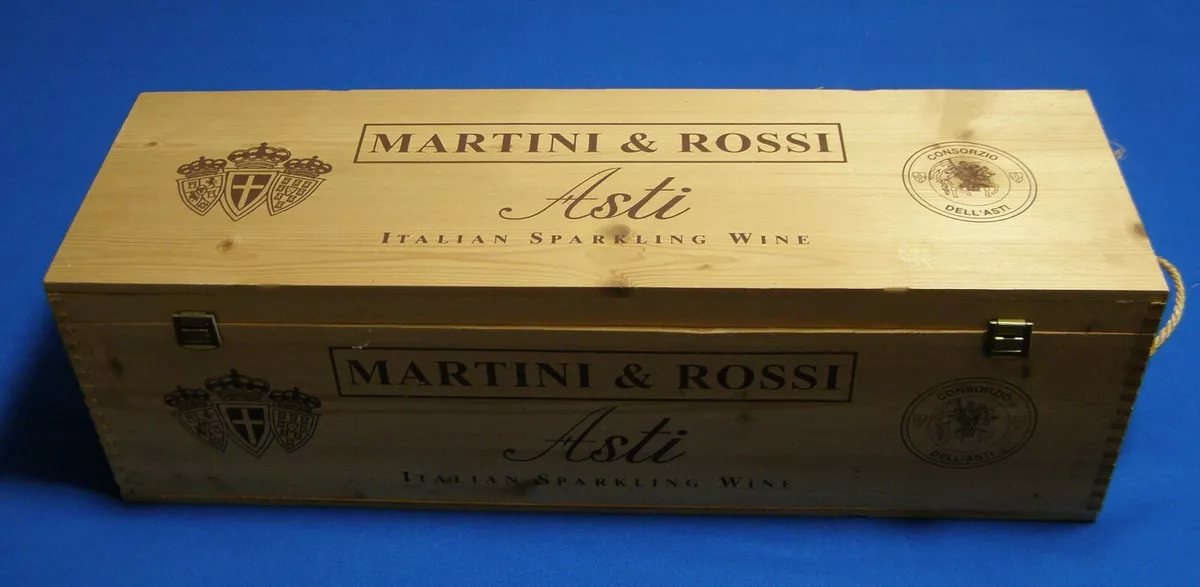 MARTINI & ROSSI
Asti
ITALIAN SPARKLING WINE
CONSORZIO
DELL'ASTI
MARTINI & ROSSI
Asti
ITALIAN SPARKLING WINE
CONSORZIO
DELL'ASTI